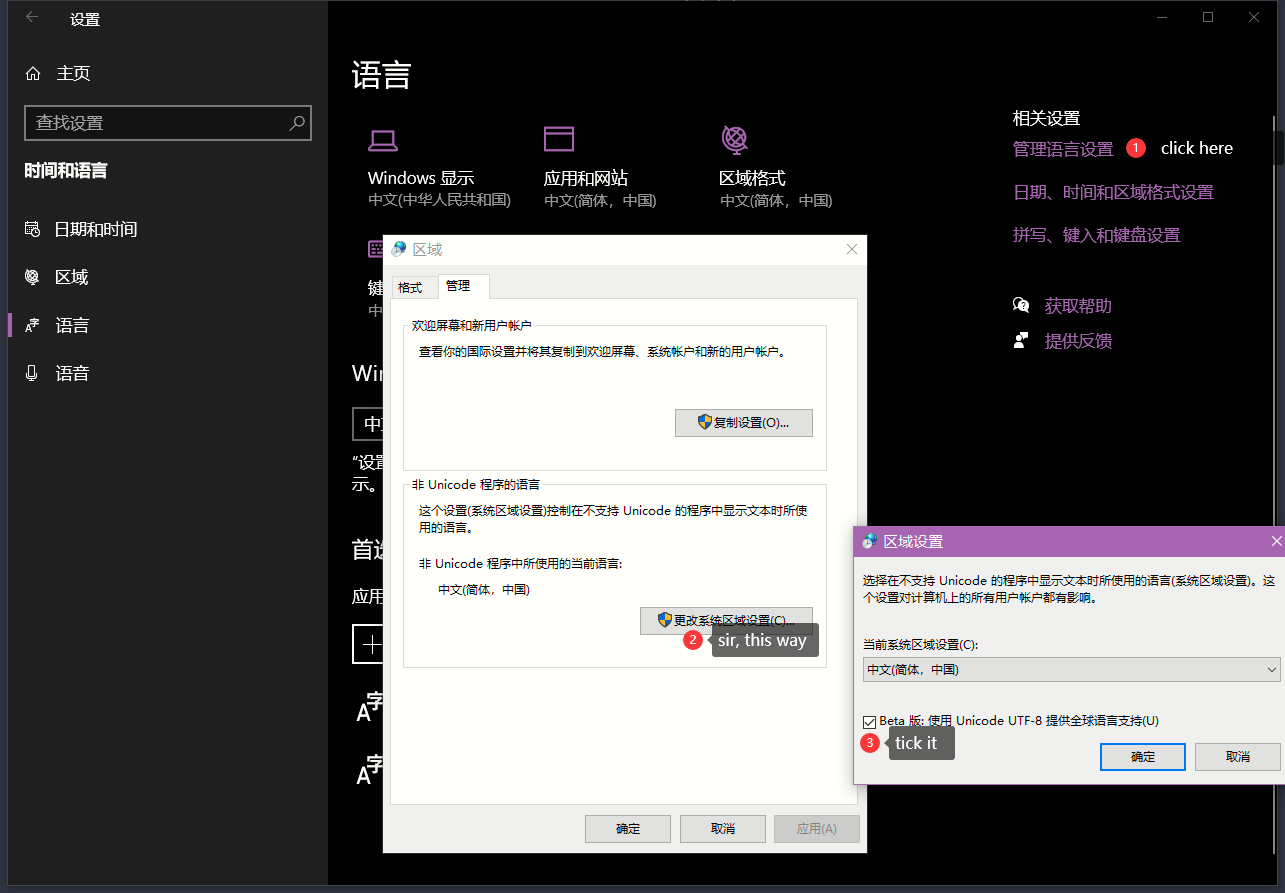 设置
主页
查找设置
时间和语言
日期和时间
区域
语言
语音
语言
Windows 显示
中文(中华人民共和国)
应用和网站
中文(简体，中国)
区域格式
中文(简体，中国)
相关设置
管理语言设置
1
click here
日期、时间和区域格式设置
拼写、键入和键盘设置
获取帮助
提供反馈
键
中
Win
中
“设置
示。
首选
应用
A字
A字
区域
格式
管理
欢迎屏幕和新用户帐户
查看你的国际设置并将其复制到欢迎屏幕、系统帐户和新的用户帐户。
复制设置(O)...
非 Unicode 程序的语言
这个设置(系统区域设置)控制在不支持 Unicode 的程序中显示文本时所使
用的语言。
非 Unicode 程序中所使用的当前语言:
中文(简体，中国)
更改系统区域设置(C)...
2
sir, this way
确定
取消
应用(A)
区域设置
选择在不支持 Unicode 的程序中显示文本时所使用的语言(系统区域设置)。这
个设置对计算机上的所有用户帐户都有影响。
当前系统区域设置(C):
中文(简体，中国)
Beta 版: 使用 Unicode UTF-8 提供全球语言支持(U)
3
tick it
确定
取消